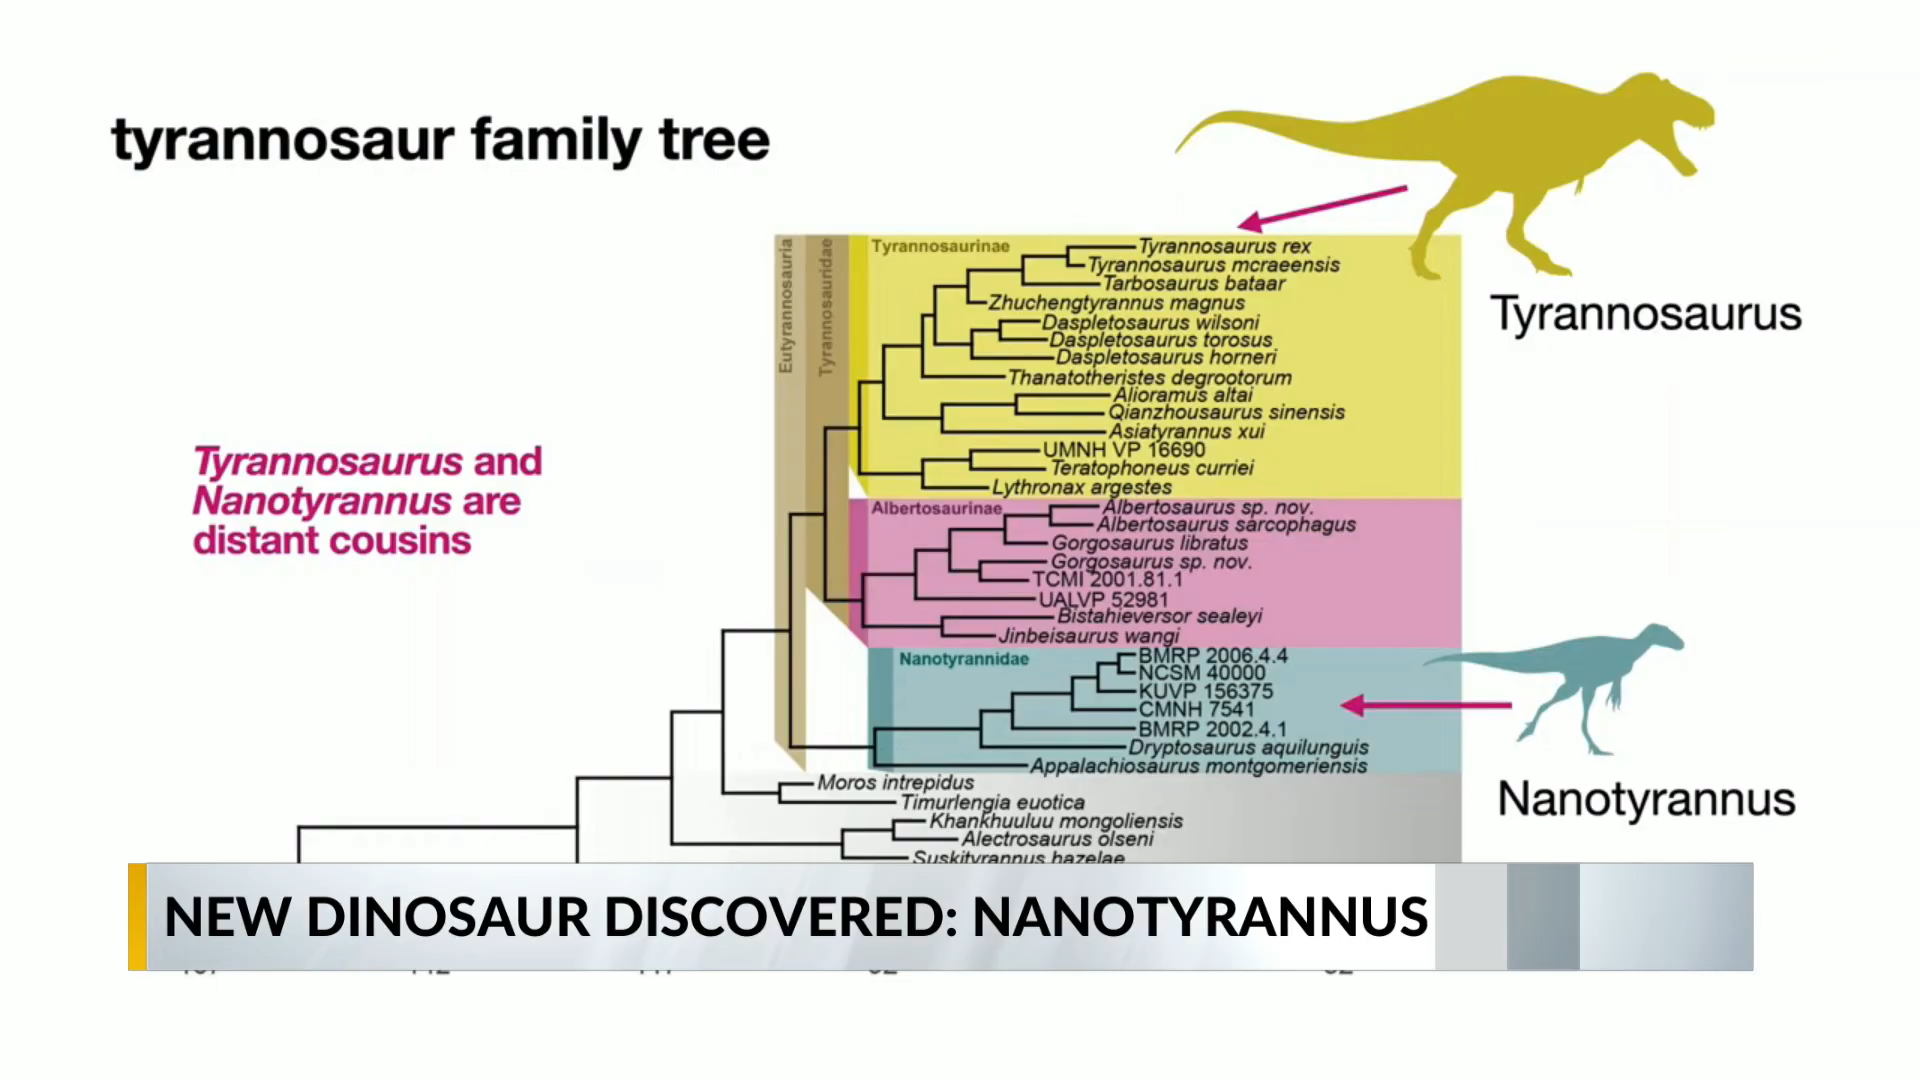 tyrannosaur family tree
Eutyrannosauria
Tyrannosauridae
Tyrannosaurinae
Tyrannosaurus rex
Tyrannosaurus mcraeensis
Tarbosaurus bataar
Zhuchengtyrannus magnus
Daspletosaurus wilsoni
Daspletosaurus torosus
Daspletosaurus horneri
Thanatotheristes degrootorum
Alioramus altai
Qianzhousaurus sinensis
Asiatyrannus xui
UMNH VP 16690
Teratophoneus curriei
Lythronax argestes
Tyrannosaurus
Tyrannosaurus and
Nanotyrannus are
distant cousins
Albertosaurinae
Albertosaurus sp. nov.
Albertosaurus sarcophagus
Gorgosaurus libratus
Gorgosaurus sp. nov.
TCMI 2001.81.1
UALVP 52981
Bistahieversor sealeyi
Jinbeisaurus wangi
Nanotyrannidae
BMRP 2006.4.4
NCSM 40000
KUVP 156375
CMNH 7541
BMRP 2002.4.1
Dryptosaurus aquilunguis
Appalachiosaurus montgomeriensis
Nanotyrannus
Moros intrepidus
Timurlengia euotica
Khankhuuluu mongoliensis
Alectrosaurus olseni
Suskityrannus hazelae
NEW DINOSAUR DISCOVERED: NANOTYRANNUS